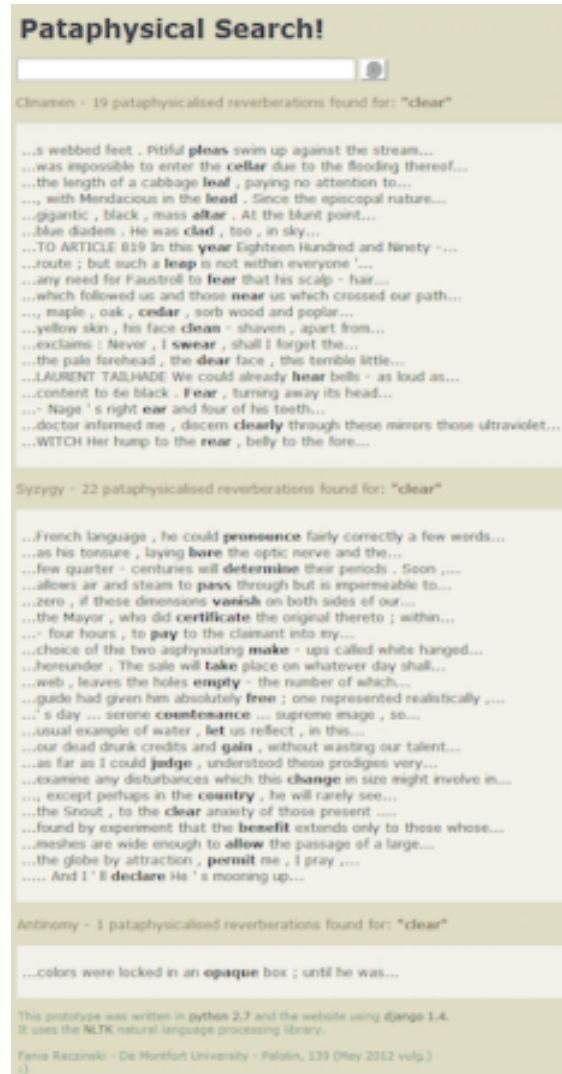 Pataphysical Search!
Clinamen - 19 pataphysicalised reverberations found for: "clear"
...s webbed feet . Pitiful pleas swim up against the stream...
...was impossible to enter the cellar due to the flooding thereof...
...the length of a cabbage leaf , paying no attention to...
..., with Mendacious in the lead . Since the episcopal nature...
...gigantic , black , mass altar . At the blunt point...
...blue diadem . He was clad , too , in sky...
...TO ARTICLE 819 In this year Eighteen Hundred and Ninety -...
...route ; but such a leap is not within everyone '...
...any need for Faustroll to fear that his scalp - hair...
...which followed us and those near us which crossed our path...
..., maple , oak , cedar , sorb wood and poplar...
...yellow skin , his face clean - shaven , apart from...
...exclaims : Never , I swear , shall I forget the...
...the pale forehead , the dear face , this terrible little...
...LAURENT TAILHADE We could already hear bells - as loud as...
...content to 6e black . Fear , turning away its head...
...- Nage ' s right ear and four of his teeth...
...doctor informed me , discern clearly through these mirrors those ultraviolet...
...WITCH Her hump to the rear , belly to the fore...
Syzygy - 22 pataphysicalised reverberations found for: "clear"
...French language , he could pronounce fairly correctly a few words...
...as his tonsure , laying bare the optic nerve and the...
...few quarter - centuries will determine their periods . Soon ,...
...allows air and steam to pass through but is impermeable to...
...zero , if these dimensions vanish on both sides of our...
...the Mayor , who did certificate the original thereto ; within...
...- four hours , to pay to the claimant into my...
...choice of the two asphyxiating make - ups called white hanged...
...hereunder . The sale will take place on whatever day shall...
...web , leaves the holes empty - the number of which...
...guide had given him absolutely free ; one represented realistically ,...
...' s day ... serene countenance ... supreme image , so...
...usual example of water , let us reflect , in this...
...our dead drunk credits and gain , without wasting our talent...
...as far as I could judge , understood these prodigies very...
...examine any disturbances which this change in size might involve in...
..., except perhaps in the country , he will rarely see...
...the Snout , to the clear anxiety of those present .....
...found by experiment that the benefit extends only to those whose...
...meshes are wide enough to allow the passage of a large...
...the globe by attraction , permit me , I pray ,...
..... And I ' ll declare He ' s mooning up...
Antinomy - 1 pataphysicalised reverberations found for: "clear"
...colors were locked in an opaque box ; until he was...
This prototype was written in python 2.7 and the website using django 1.4.
It uses the NLTK natural language processing library.
Fania Raczinski - De Montfort University - Palotin, 139 (May 2012 vulg.)
:)